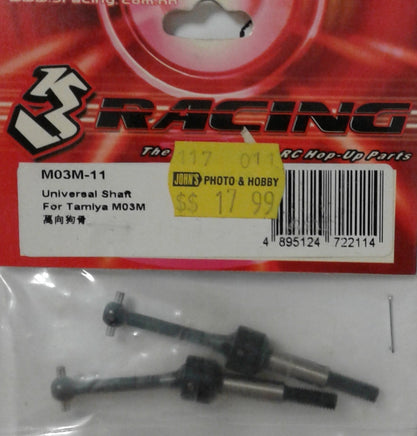 3RACING
The RC Hop-Up Parts
M03M-11
Universal Shaft
For Tamiya M03M
萬向狗骨
117 011
JOHN'S PHOTO & HOBBY
$$ 17 99
4 895124 722114